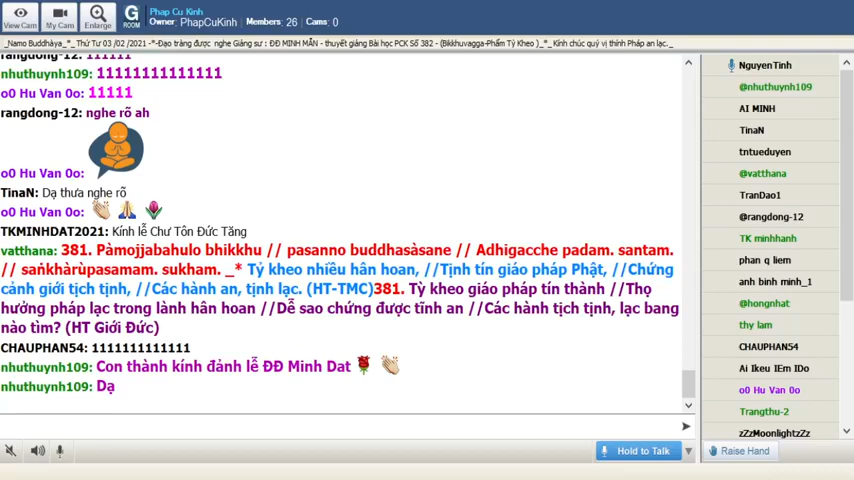 View Cam
My Cam
Enlarge
G
ROOM
Phap Cu Kinh
Owner: PhapCuKinh Members: 26 Cams: 0
_Namo Buddhàya_*_ Thứ Tư 03 /02 /2021 -*-Đạo tràng được nghe Giảng sư : ĐĐ MINH MẪN - thuyết giảng Bài học PCK Số 382 - (Bikkhuvagga-Phẩm Tỳ Kheo )_*_ Kính chúc quý vị thính Pháp an lạc._
rangdong-12: 111111
nhuthuynh109: 11111111111111
o0 Hu Van 0o: 11111
rangdong-12: nghe rõ ah
o0 Hu Van 0o:
TinaN: Dạ thưa nghe rõ
o0 Hu Van 0o:
TKMINHDAT2021: Kính lễ Chư Tôn Đức Tăng
vatthana: 381. Pàmojjabahulo bhikkhu // pasanno buddhasàsane // Adhigacche padam. santam.
// saṅkhàrùpasamam. sukham. _* Tỳ kheo nhiều hân hoan, //Tịnh tín giáo pháp Phật, //Chứng
cảnh giới tịch tịnh, //Các hành an, tịnh lạc. (HT-TMC)381. Tỳ kheo giáo pháp tín thành //Thọ
hưởng pháp lạc trong lành hân hoan //Dễ sao chứng được tĩnh an //Các hành tịch tịnh, lạc bang
nào tìm? (HT Giới Đức)
CHAUPHAN54: 1111111111111
nhuthuynh109: Con thành kính đảnh lễ ĐĐ Minh Dat
nhuthuynh109: Dạ
Hold to Talk
Raise Hand
NguyenTinh
@nhuthuynh109
AI MINH
TinaN
tntueduyen
@vatthana
TranDao1
@rangdong-12
TK minhhanh
phan q liem
anh binh minh_1
@hongnhat
thy lam
CHAUPHAN54
Ai Ikeu IEm IDo
o0 Hu Van 0o
Trangthu-2
zZzMoonlightzZz